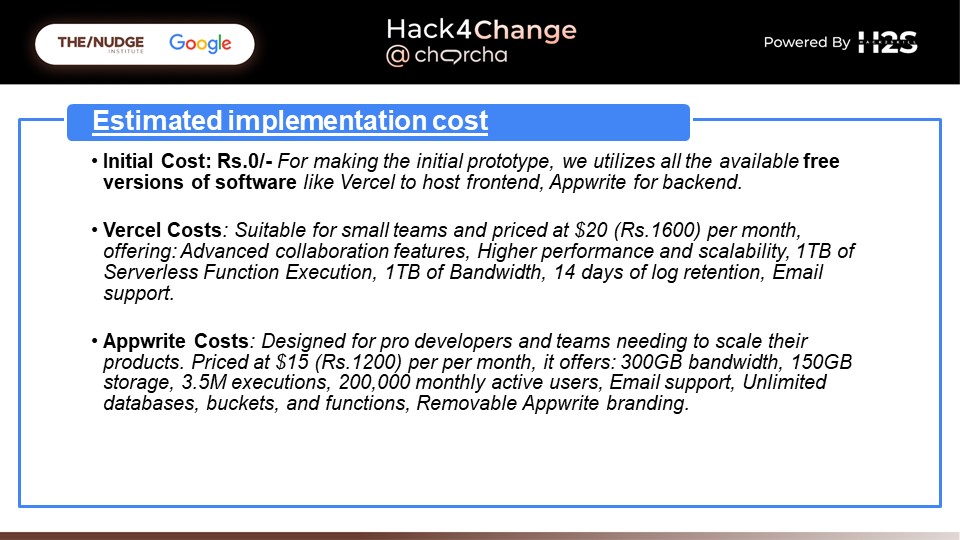 THE/NUDGE
INSTITUTE
Google
Hack4Change
@ charcha
Powered By H2S
Estimated implementation cost
• Initial Cost: Rs.0/- For making the initial prototype, we utilizes all the available free
versions of software like Vercel to host frontend, Appwrite for backend.
• Vercel Costs: Suitable for small teams and priced at $20 (Rs.1600) per month,
offering: Advanced collaboration features, Higher performance and scalability, 1TB of
Serverless Function Execution, 1TB of Bandwidth, 14 days of log retention, Email
support.
• Appwrite Costs: Designed for pro developers and teams needing to scale their
products. Priced at $15 (Rs.1200) per per month, it offers: 300GB bandwidth, 150GB
storage, 3.5M executions, 200,000 monthly active users, Email support, Unlimited
databases, buckets, and functions, Removable Appwrite branding.